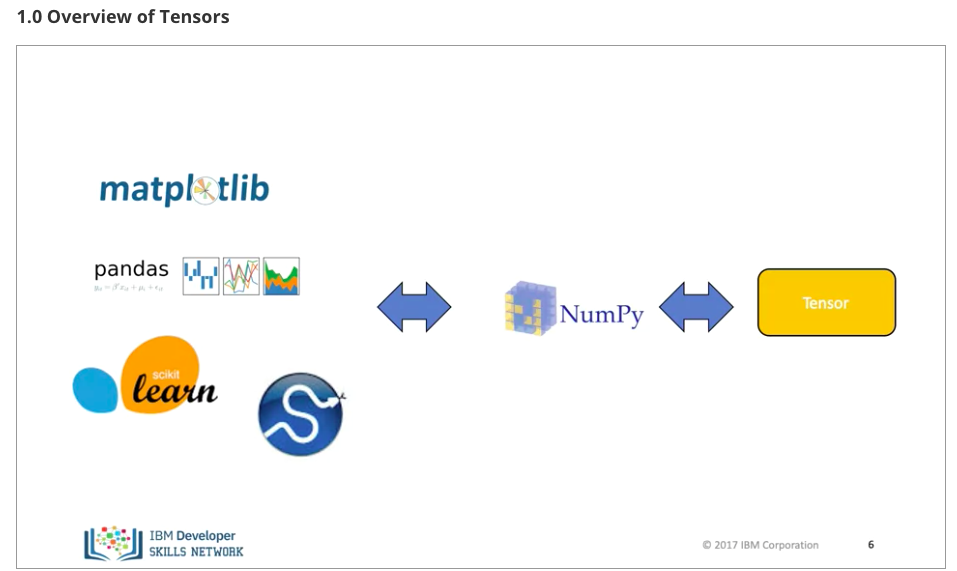 1.0 Overview of Tensors
matplotlib
pandas
scikit
learn
NumPy
Tensor
IBM Developer
SKILLS NETWORK
© 2017 IBM Corporation
6